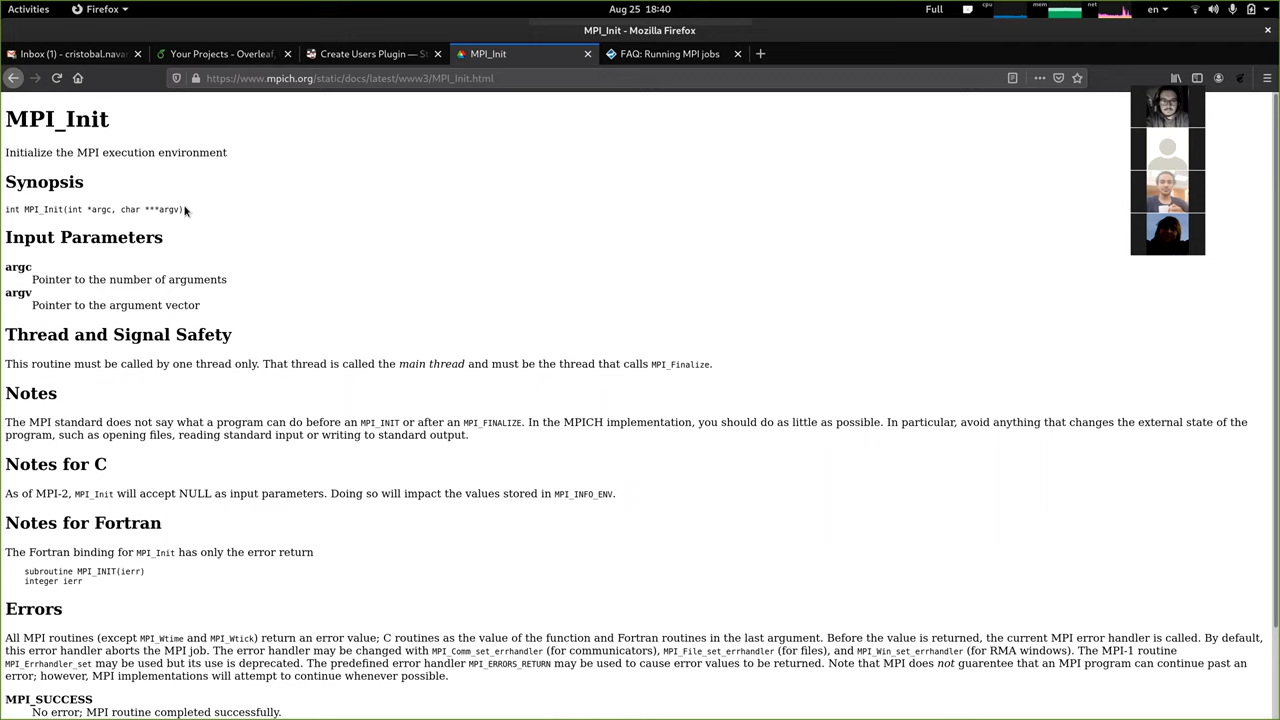 Activities
Firefox
Aug 25 18:40
Full
cpu
mem
net
en
MPI_Init - Mozilla Firefox
Inbox (1) - cristobal.navar
Your Projects - Overleaf,
Create Users Plugin — S
MPI_Init
FAQ: Running MPI jobs
https://www.mpich.org/static/docs/latest/www3/MPI_Init.html
MPI_Init
Initialize the MPI execution environment
Synopsis
int MPI_Init(int *argc, char ***argv)
Input Parameters
argc
Pointer to the number of arguments
argv
Pointer to the argument vector
Thread and Signal Safety
This routine must be called by one thread only. That thread is called the main thread and must be the thread that calls MPI_Finalize.
Notes
The MPI standard does not say what a program can do before an MPI_INIT or after an MPI_FINALIZE. In the MPICH implementation, you should do as little as possible. In particular, avoid anything that changes the external state of the
program, such as opening files, reading standard input or writing to standard output.
Notes for C
As of MPI-2, MPI_Init will accept NULL as input parameters. Doing so will impact the values stored in MPI_INFO_ENV.
Notes for Fortran
The Fortran binding for MPI_Init has only the error return
subroutine MPI_INIT(ierr)
integer ierr
Errors
All MPI routines (except MPI_Wtime and MPI_Wtick) return an error value; C routines as the value of the function and Fortran routines in the last argument. Before the value is returned, the current MPI error handler is called. By default,
this error handler aborts the MPI job. The error handler may be changed with MPI_Comm_set_errhandler (for communicators), MPI_File_set_errhandler (for files), and MPI_Win_set_errhandler (for RMA windows). The MPI-1 routine
MPI_Errhandler_set may be used but its use is deprecated. The predefined error handler MPI_ERRORS_RETURN may be used to cause error values to be returned. Note that MPI does not guarentee that an MPI program can continue past an
error; however, MPI implementations will attempt to continue whenever possible.
MPI_SUCCESS
No error; MPI routine completed successfully.